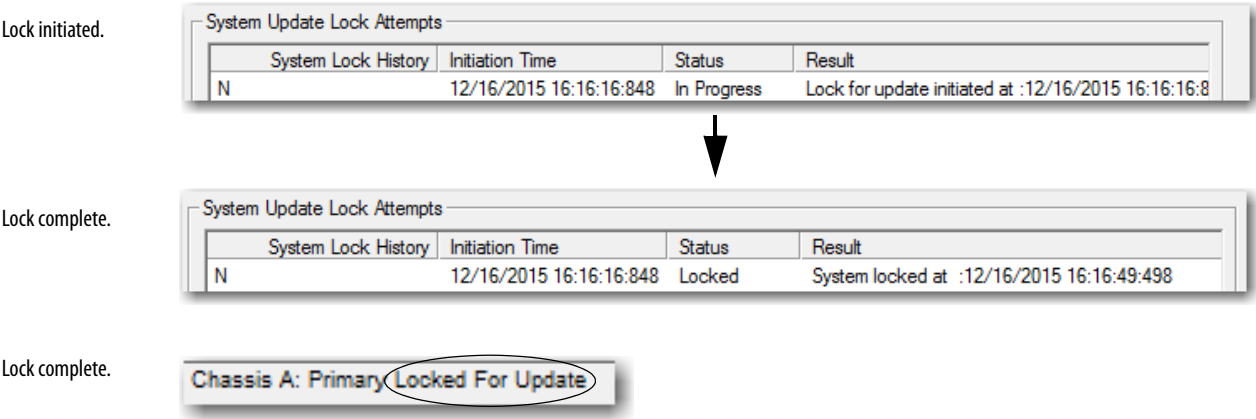 Lock initiated.
System Update Lock Attempts
System Lock History Initiation Time Status Result
N 12/16/2015 16:16:16:848 In Progress Lock for update initiated at :12/16/2015 16:16:16:8
Lock complete.
System Update Lock Attempts
System Lock History Initiation Time Status Result
N 12/16/2015 16:16:16:848 Locked System locked at :12/16/2015 16:16:49:498
Lock complete.
Chassis A: Primary Locked For Update